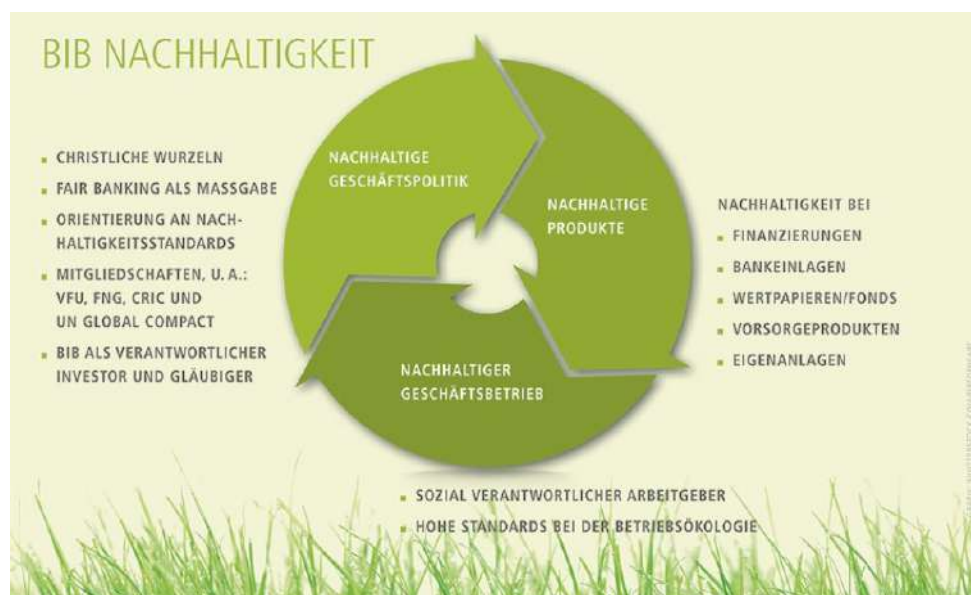 BIB NACHHALTIGKEIT
CHRISTLICHE WURZELN
FAIR BANKING ALS MASSGABE
ORIENTIERUNG AN NACH-
HALTIGKEITSSTANDARDS
MITGLIEDSCHAFTEN, U. A.:
VFU, FNG, CRIC UND
UN GLOBAL COMPACT
BIB ALS VERANTWORTLICHER
INVESTOR UND GLÄUBIGER
NACHHALTIGE
GESCHÄFTSPOLITIK
NACHHALTIGE
PRODUKTE
NACHHALTIGER
GESCHÄFTSBETRIEB
NACHHALTIGKEIT BEI
FINANZIERUNGEN
BANKEINLAGEN
WERTPAPIEREN/FONDS
VORSORGEPRODUKTEN
EIGENANLAGEN
SOZIAL VERANTWORTLICHER ARBEITGEBER
HOHE STANDARDS BEI DER BETRIEBSÖKOLOGIE